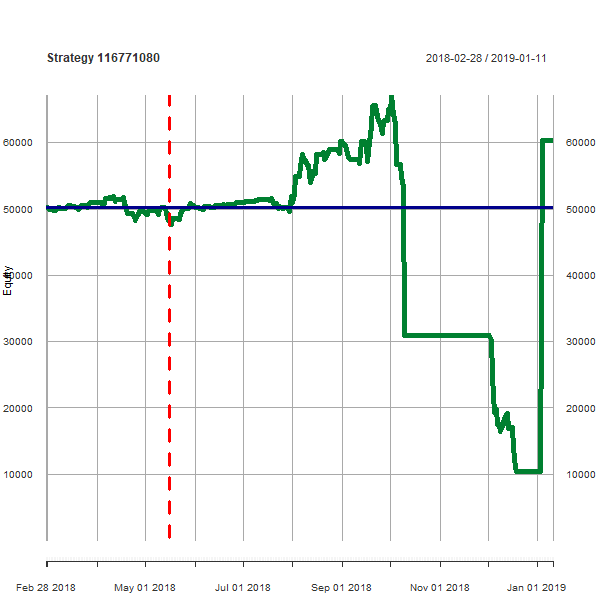 Strategy 116771080
2018-02-28 / 2019-01-11
60000
60000
50000
50000
40000
40000
Equity
30000
30000
20000
20000
10000
10000
Feb 28 2018
May 01 2018
Jul 01 2018
Sep 01 2018
Nov 01 2018
Jan 01 2019